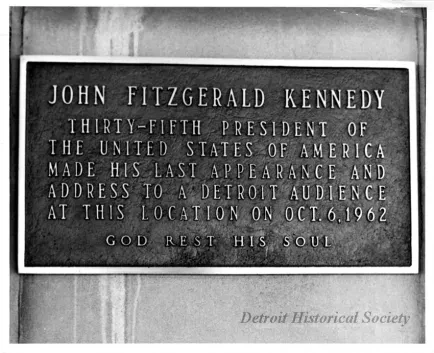 JOHN FITZGERALD KENNEDY
THIRTY-FIFTH PRESIDENT OF
THE UNITED STATES OF AMERICA
MADE HIS LAST APPEARANCE AND
ADDRESS TO A DETROIT AUDIENCE
AT THIS LOCATION ON OCT. 6, 1962
GOD REST HIS SOUL
Detroit Historical Society